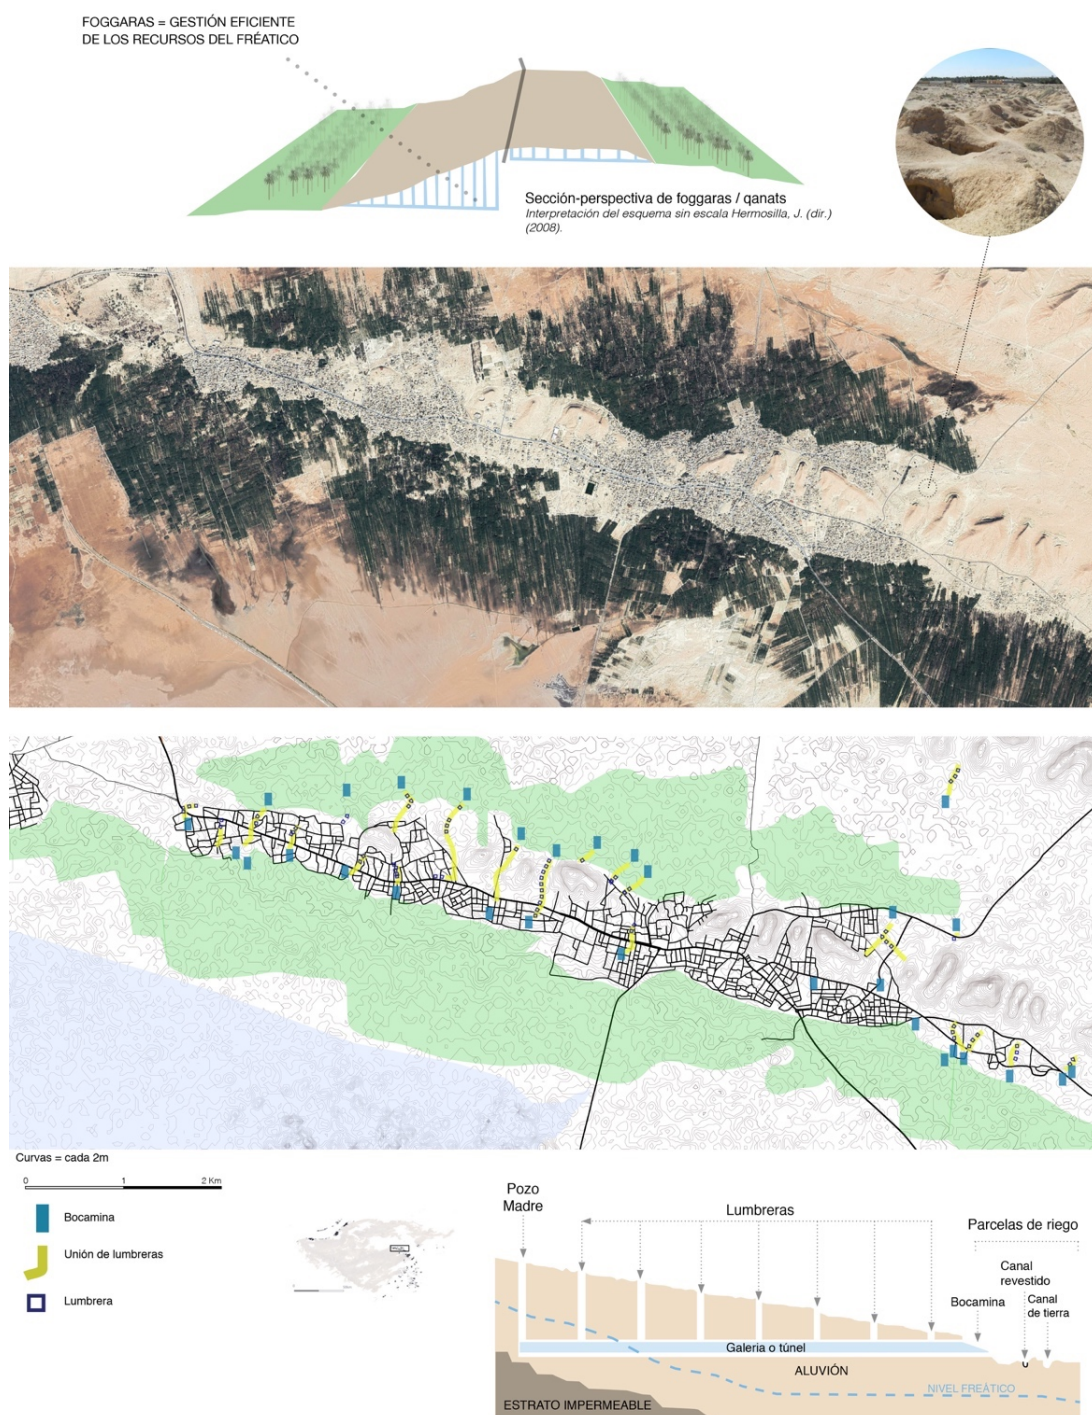 FOGGARAS = GESTIÓN EFICIENTE
DE LOS RECURSOS DEL FRÉATICO
Sección-perspectiva de foggaras / qanats
Interpretación del esquema sin escala Hermosilla, J. (dir.)
(2008).
Curvas = cada 2m
0 1 2 Km
Bocamina
Unión de lumbreras
Lumbrera
Pozo
Madre
Lumbreras
Parcelas de riego
Canal
revestido
Bocamina
Canal
de tierra
Galeria o túnel
ALUVIÓN
NIVEL FREÁTICO
ESTRATO IMPERMEABLE